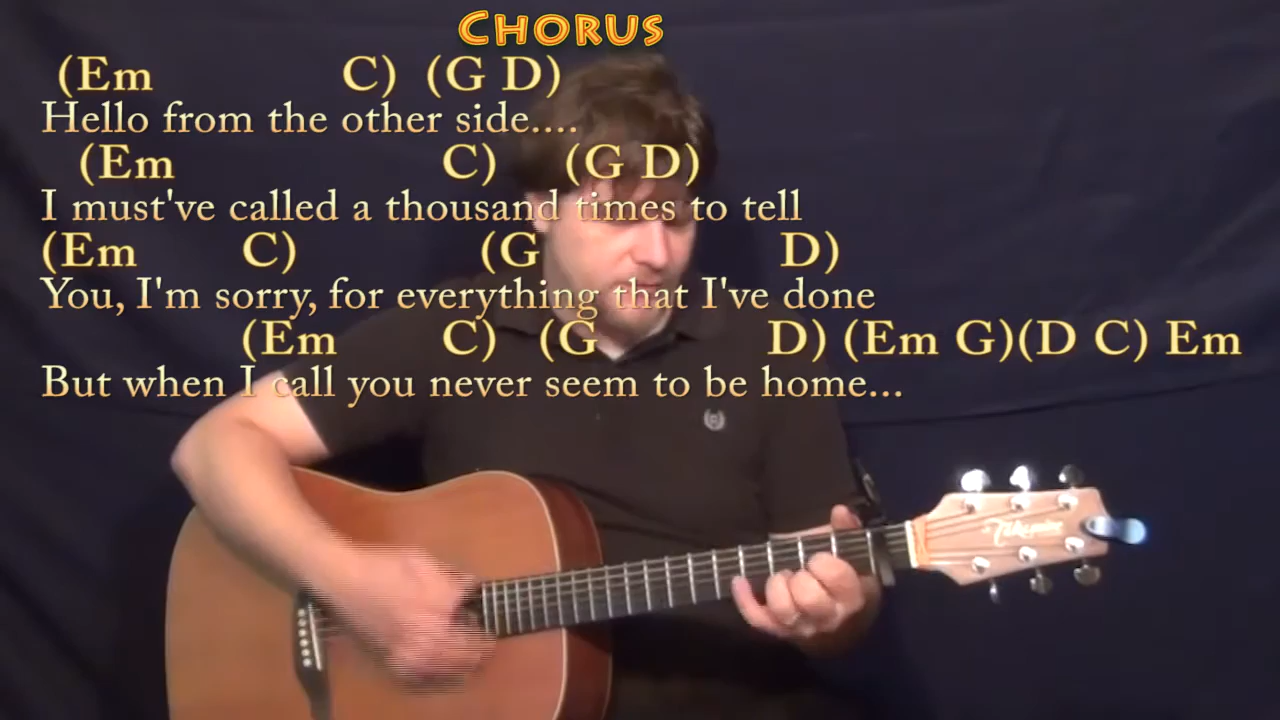 CHORUS
(Em C) (G D)
Hello from the other side....
(Em C) (G D)
I must've called a thousand times to tell
(Em C) (G D)
You, I'm sorry, for everything that I've done
(Em C) (G D) (Em G)(D C) Em
But when I call you never seem to be home...
Takamine